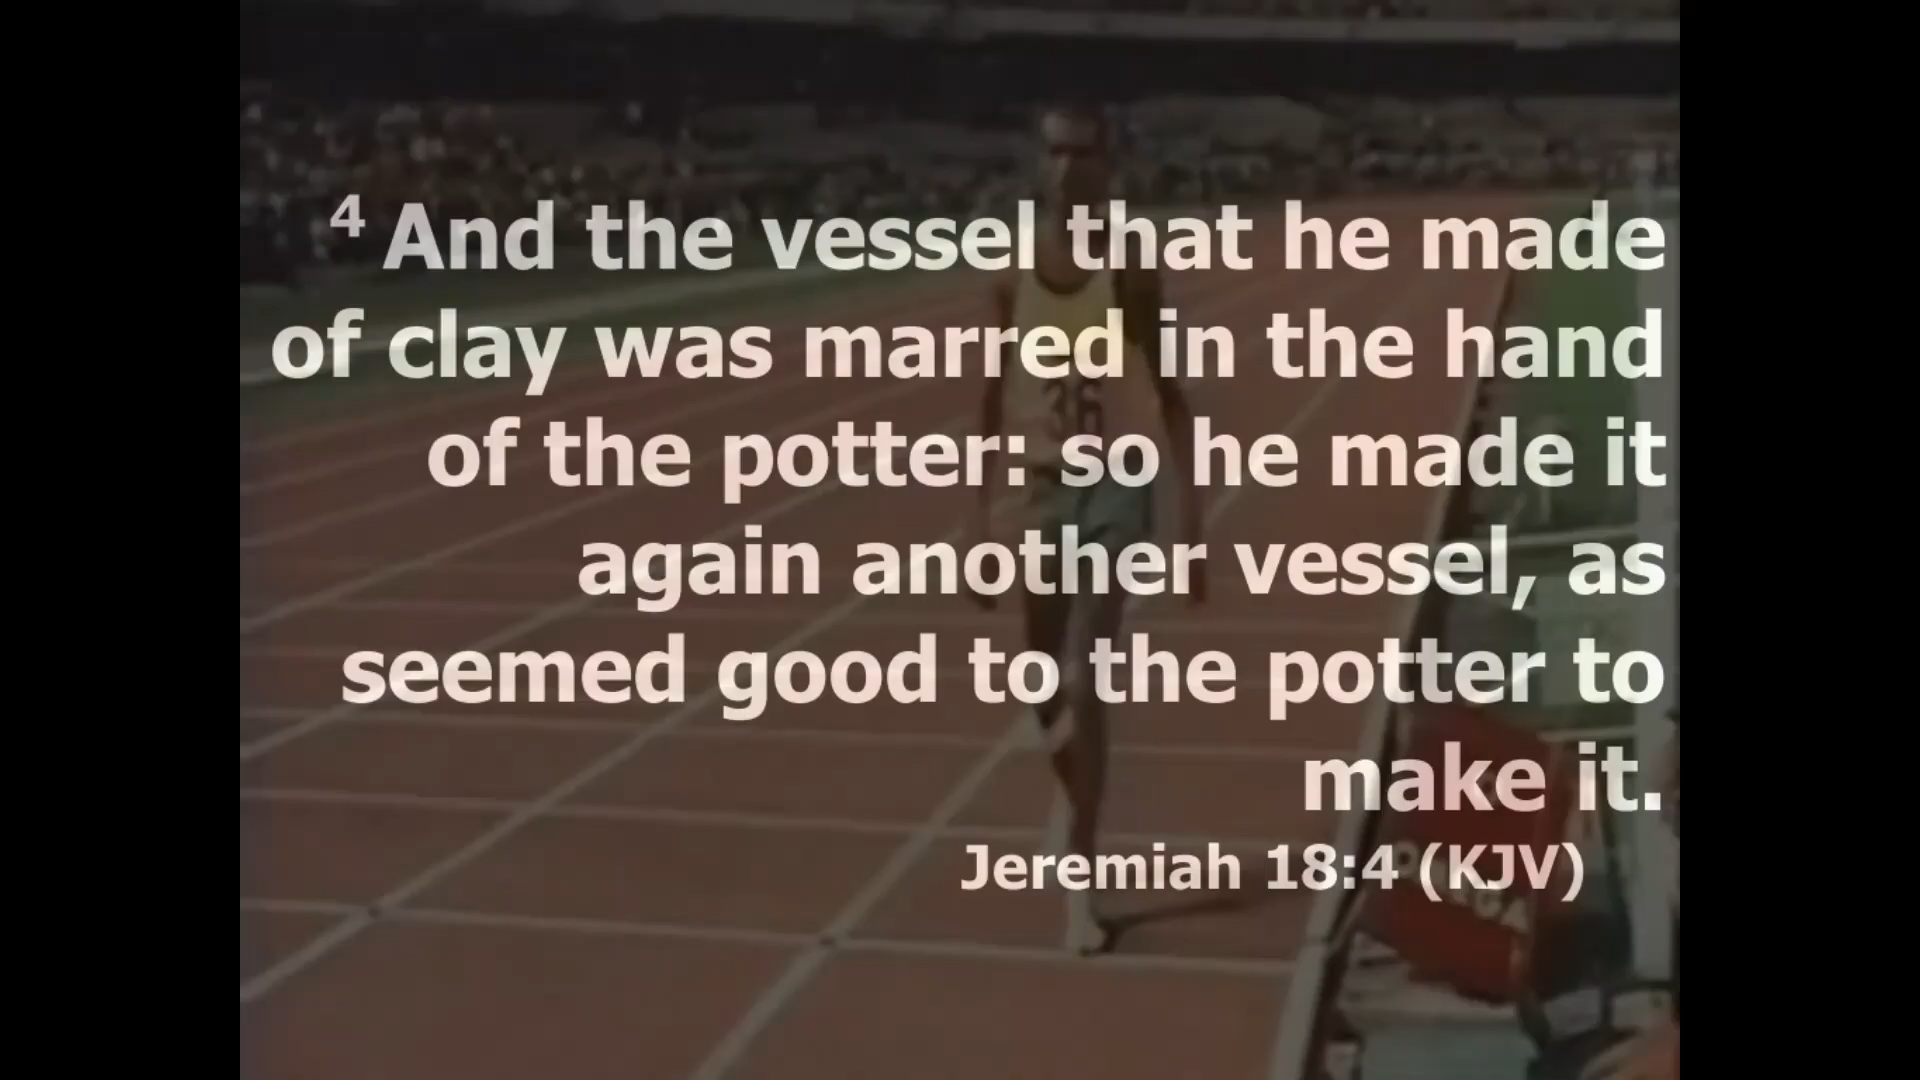 4 And the vessel that he made
of clay was marred in the hand
of the potter: so he made it
again another vessel, as
seemed good to the potter to
make it.
Jeremiah 18:4 (KJV)
36